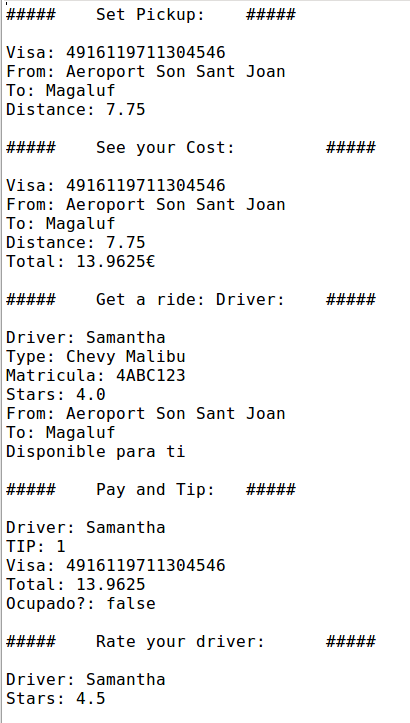 ##### Set Pickup: #####
Visa: 4916119711304546
From: Aeroport Son Sant Joan
To: Magaluf
Distance: 7.75
##### See your Cost: #####
Visa: 4916119711304546
From: Aeroport Son Sant Joan
To: Magaluf
Distance: 7.75
Total: 13.9625€
##### Get a ride: Driver: #####
Driver: Samantha
Type: Chevy Malibu
Matricula: 4ABC123
Stars: 4.0
From: Aeroport Son Sant Joan
To: Magaluf
Disponible para ti
##### Pay and Tip: #####
Driver: Samantha
TIP: 1
Visa: 4916119711304546
Total: 13.9625
Ocupado?: false
##### Rate your driver: #####
Driver: Samantha
Stars: 4.5